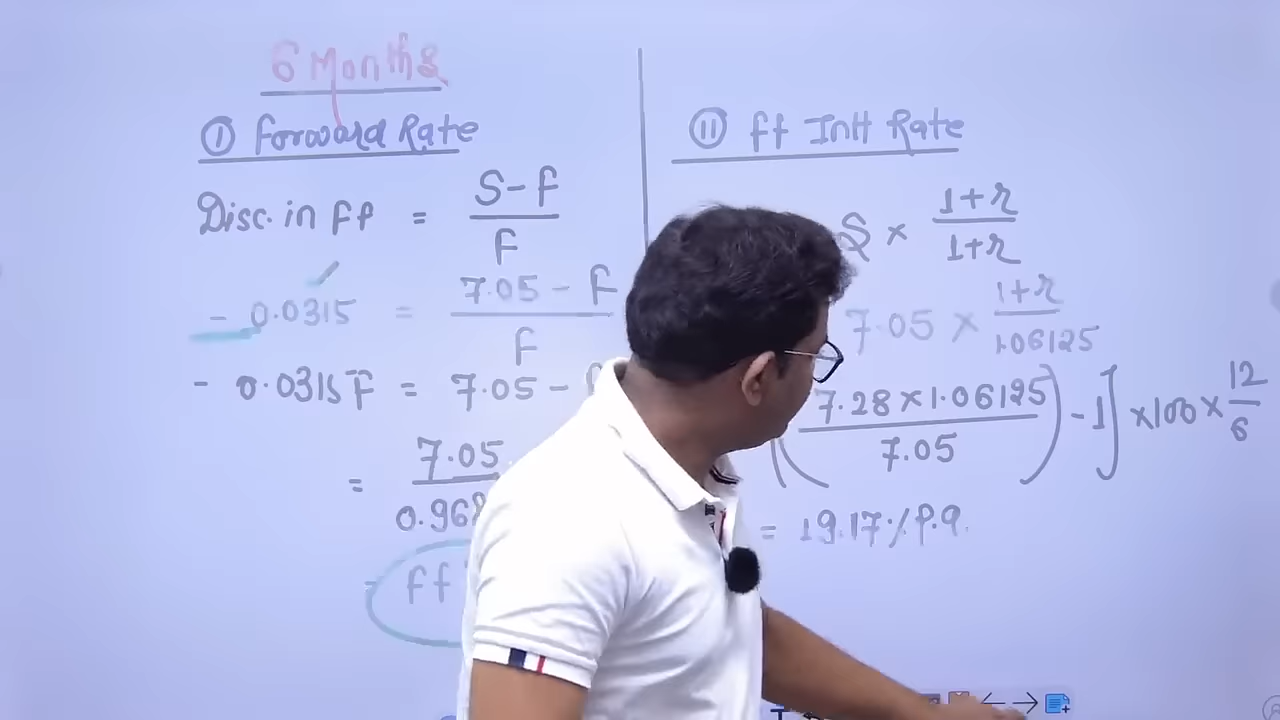 6 Months
① Forward Rate
Disc. in ff = S-F / F
- 0.0315 = 7.05 - F / F
- 0.0315F = 7.05 -
= 7.05 / 0.968
= ff
⑪ ff Intt Rate
S × 1+r / 1+r
7.05 × 1+r / 1.06125
((7.28×1.06125 / 7.05) - 1] ×100 × 12 / 6
= 19.17% p.a.